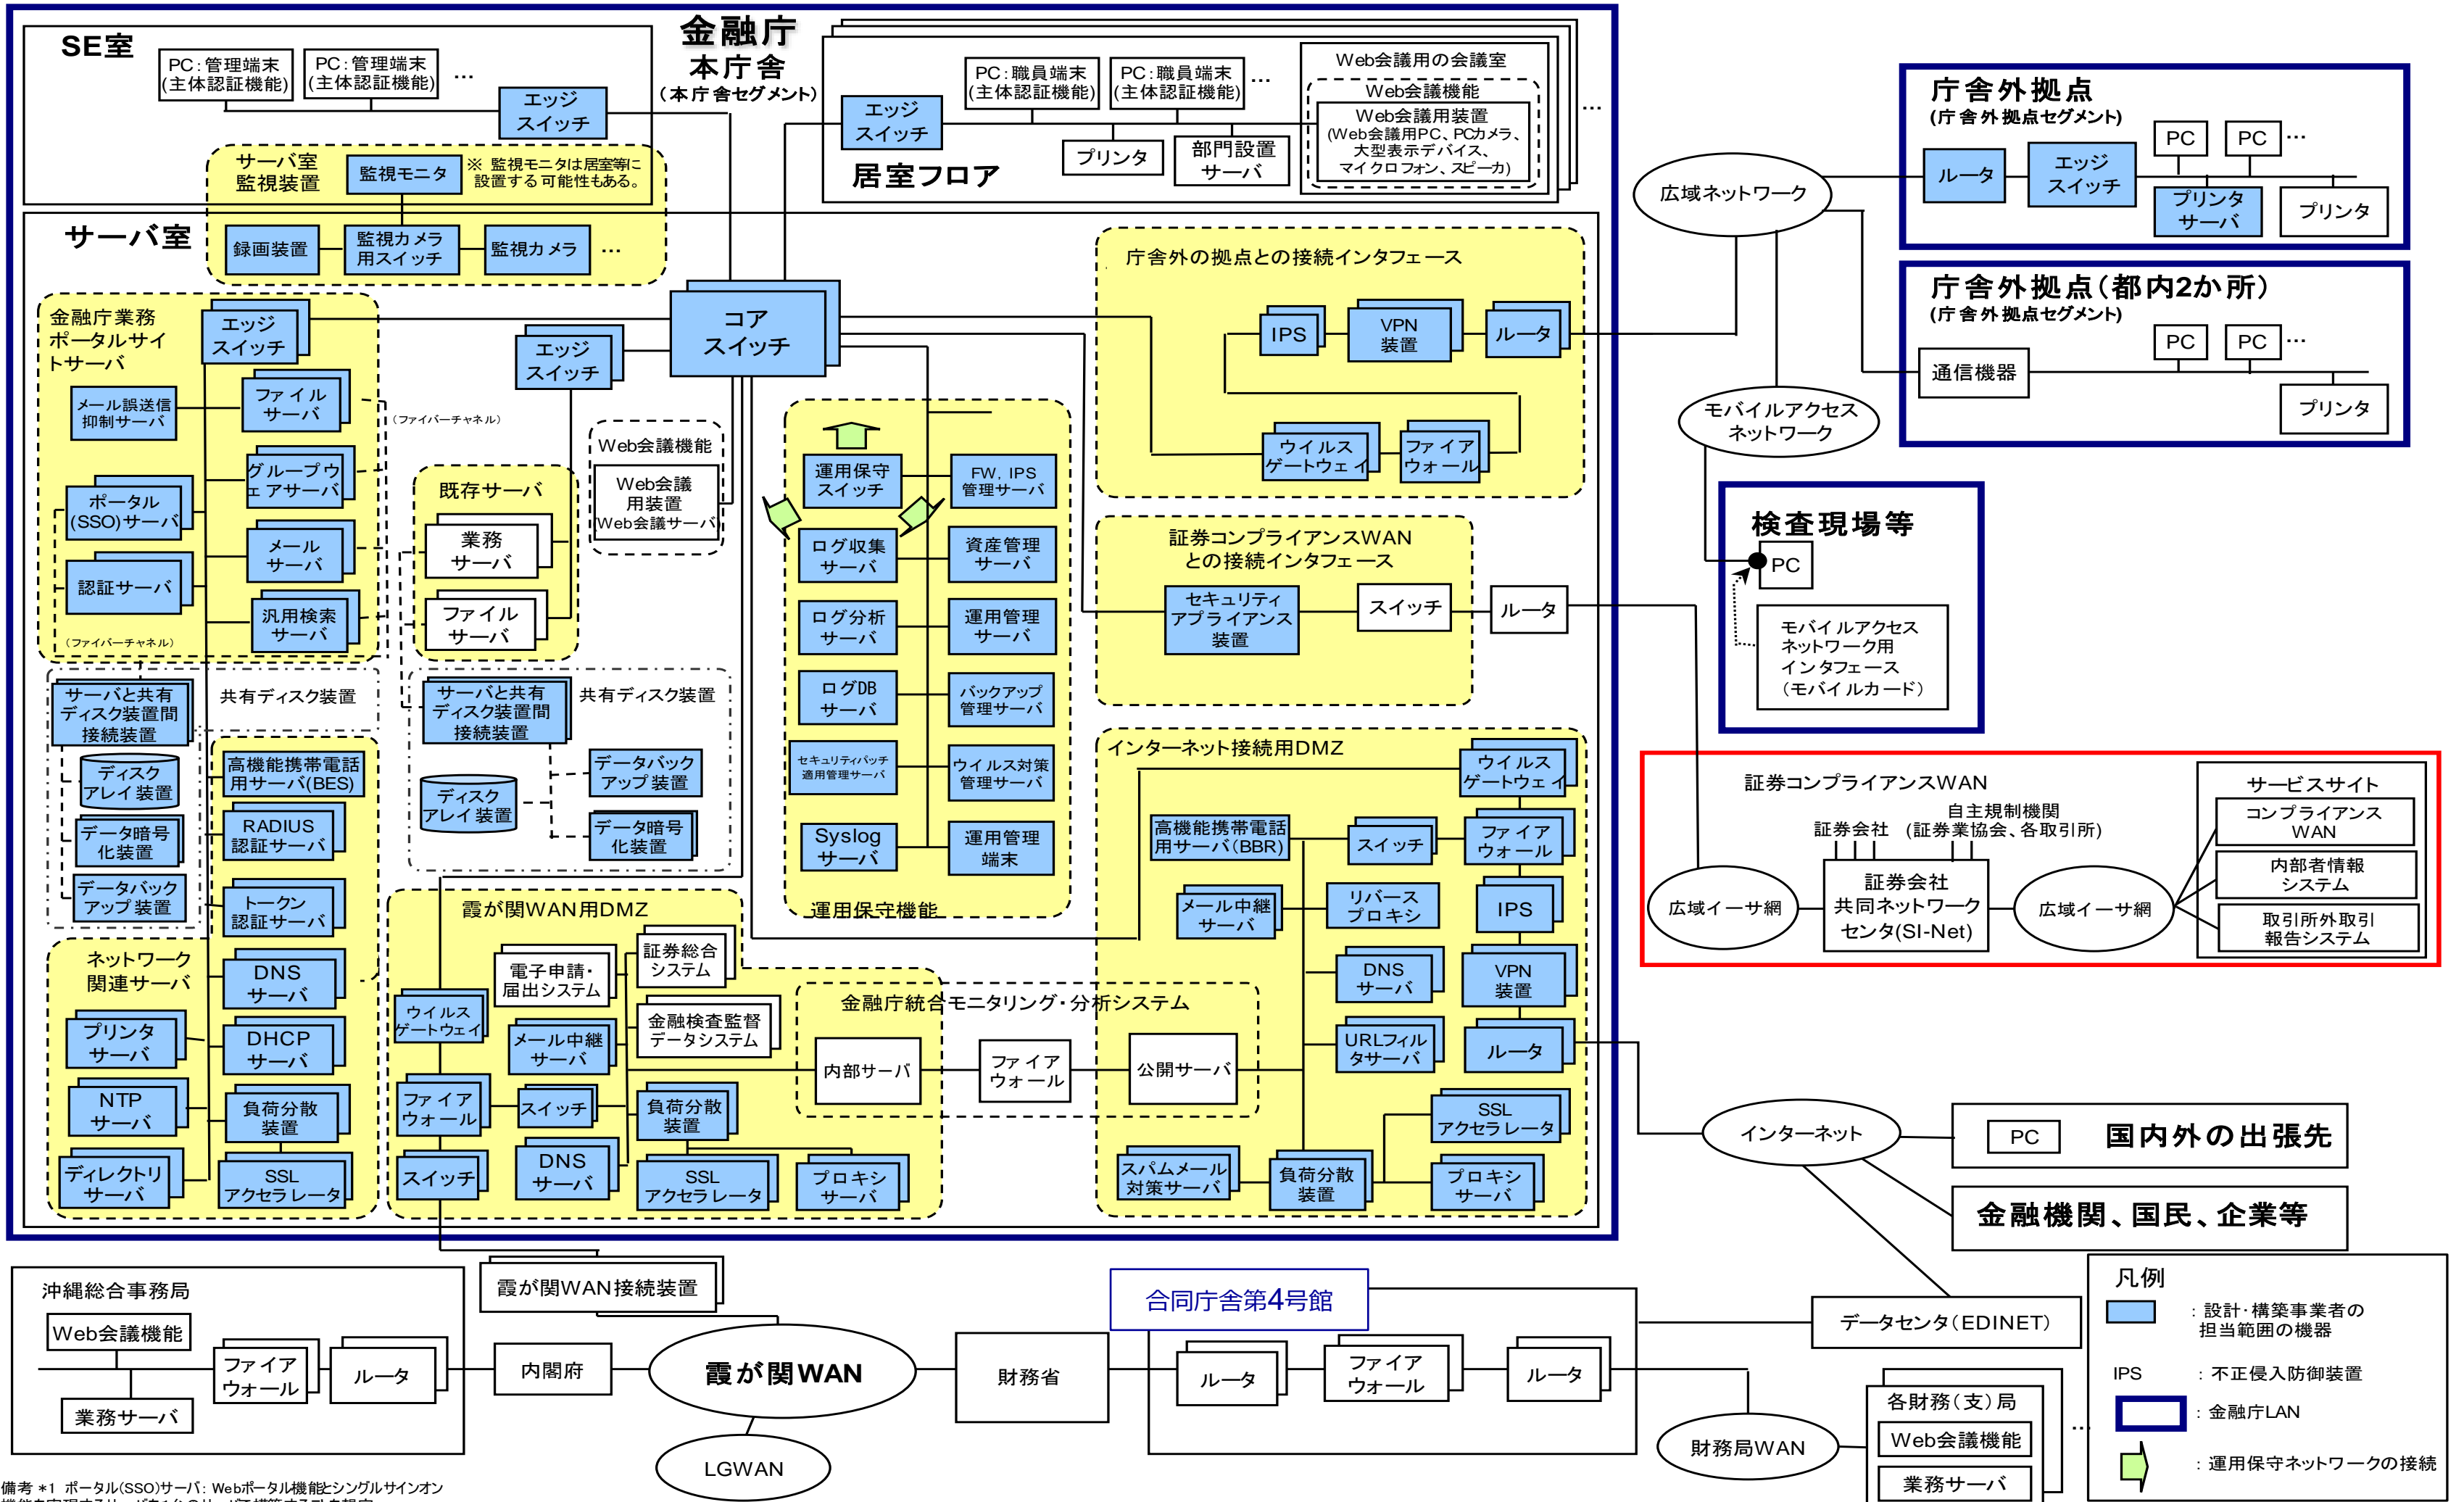 金融庁
本庁舎
(本庁舎セグメント)
SE室
PC:管理端末
(主体認証機能)
PC:管理端末
(主体認証機能)
…
エッジ
スイッチ
サーバ室
監視装置
監視モニタ
※ 監視モニタは居室等に
設置する可能性もある。
録画装置
監視カメラ
用スイッチ
監視カメラ
…
エッジ
スイッチ
居室フロア
PC:職員端末
(主体認証機能)
PC:職員端末
(主体認証機能)
…
プリンタ
部門設置
サーバ
Web会議用の会議室
Web会議機能
Web会議用装置
(Web会議用PC、PCカメラ、
大型表示デバイス、
マイクロフォン、スピーカ)
…
サーバ室
金融庁業務
ポータルサイ
トサーバ
エッジ
スイッチ
メール誤送信
抑制サーバ
ファイル
サーバ
(ファイバーチャネル)
グループウ
ェアサーバ
ポータル
(SSO)サーバ
メール
サーバ
認証サーバ
汎用検索
サーバ
(ファイバーチャネル)
エッジ
スイッチ
コア
スイッチ
既存サーバ
業務
サーバ
ファイル
サーバ
Web会議機能
Web会議
用装置
(Web会議サーバ)
サーバと共有
ディスク装置間
接続装置
共有ディスク装置
ディスク
アレイ装置
データ暗号
化装置
データバック
アップ装置
サーバと共有
ディスク装置間
接続装置
共有ディスク装置
ディスク
アレイ装置
データバック
アップ装置
データ暗号
化装置
高機能携帯電話
用サーバ(BES)
RADIUS
認証サーバ
トークン
認証サーバ
ネットワーク
関連サーバ
DNS
サーバ
プリンタ
サーバ
DHCP
サーバ
NTP
サーバ
負荷分散
装置
ディレクトリ
サーバ
SSL
アクセラレータ
運用保守
スイッチ
FW, IPS
管理サーバ
ログ収集
サーバ
資産管理
サーバ
ログ分析
サーバ
運用管理
サーバ
ログDB
サーバ
バックアップ
管理サーバ
セキュリティパッチ
適用管理サーバ
ウイルス対策
管理サーバ
Syslog
サーバ
運用管理
端末
運用保守機能
霞が関WAN用DMZ
電子申請・
届出システム
証券総合
システム
ウイルス
ゲートウェイ
メール中継
サーバ
金融検査監督
データシステム
ファイア
ウォール
スイッチ
負荷分散
装置
スイッチ
DNS
サーバ
SSL
アクセラレータ
プロキシ
サーバ
金融庁統合モニタリング・分析システム
内部サーバ
ファイア
ウォール
公開サーバ
庁舎外の拠点との接続インタフェース
IPS
VPN
装置
ルータ
ウイルス
ゲートウェイ
ファイア
ウォール
証券コンプライアンスWAN
との接続インタフェース
セキュリティ
アプライアンス
装置
スイッチ
ルータ
インターネット接続用DMZ
ウイルス
ゲートウェイ
高機能携帯電話
用サーバ(BBR)
スイッチ
ファイア
ウォール
メール中継
サーバ
リバース
プロキシ
IPS
DNS
サーバ
VPN
装置
URLフィル
タサーバ
ルータ
SSL
アクセラレータ
スパムメール
対策サーバ
負荷分散
装置
プロキシ
サーバ
広域ネットワーク
庁舎外拠点
(庁舎外拠点セグメント)
ルータ
エッジ
スイッチ
PC
PC
…
プリンタ
サーバ
プリンタ
庁舎外拠点(都内2か所)
(庁舎外拠点セグメント)
通信機器
PC
PC
…
プリンタ
モバイルアクセス
ネットワーク
検査現場等
PC
モバイルアクセス
ネットワーク用
インタフェース
(モバイルカード)
証券コンプライアンスWAN
証券会社
自主規制機関
(証券業協会、各取引所)
広域イーサ網
証券会社
共同ネットワーク
センタ(SI-Net)
広域イーサ網
サービスサイト
コンプライアンス
WAN
内部者情報
システム
取引所外取引
報告システム
インターネット
PC
国内外の出張先
金融機関、国民、企業等
データセンタ(EDINET)
沖縄総合事務局
Web会議機能
業務サーバ
ファイア
ウォール
ルータ
内閣府
霞が関WAN接続装置
霞が関WAN
LGWAN
財務省
合同庁舎第4号館
ルータ
ファイア
ウォール
ルータ
財務局WAN
各財務(支)局
Web会議機能
業務サーバ
…
凡例
: 設計・構築事業者の
担当範囲の機器
IPS : 不正侵入防御装置
: 金融庁LAN
: 運用保守ネットワークの接続
備考 *1 ポータル(SSO)サーバ: Webポータル機能とシングルサインオン